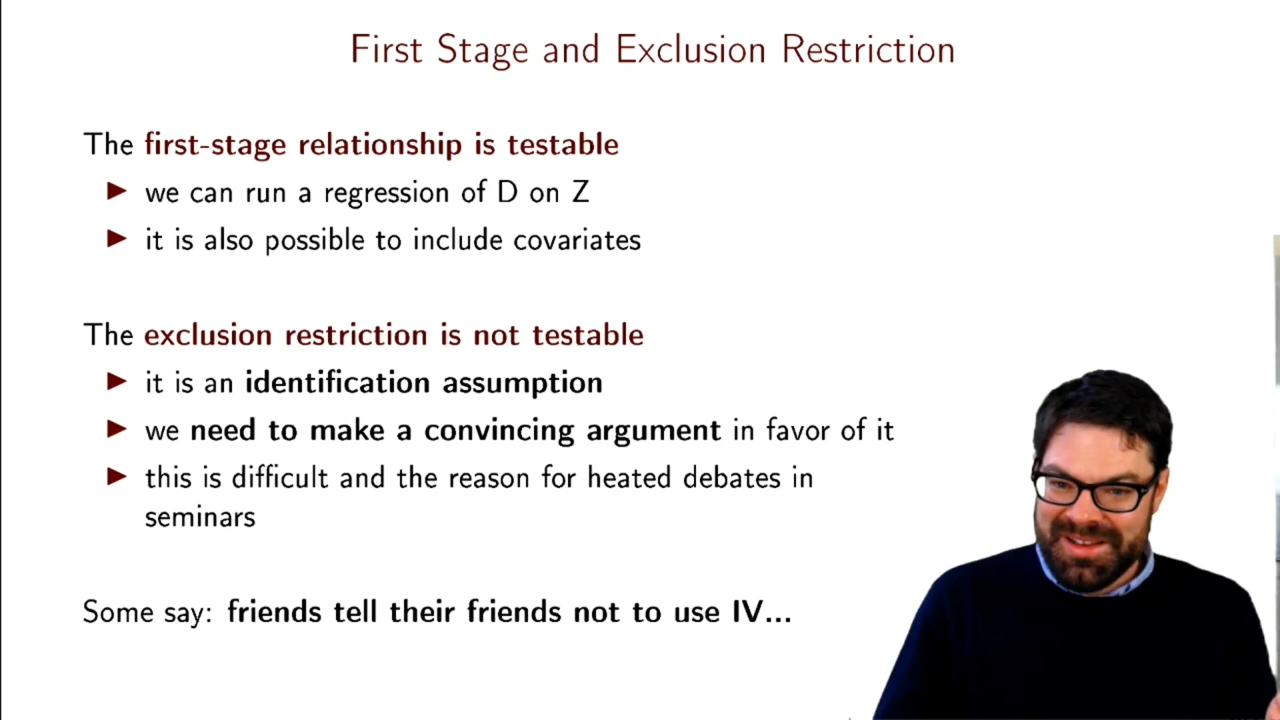 First Stage and Exclusion Restriction
The first-stage relationship is testable
▶ we can run a regression of D on Z
▶ it is also possible to include covariates
The exclusion restriction is not testable
▶ it is an identification assumption
▶ we need to make a convincing argument in favor of it
▶ this is difficult and the reason for heated debates in
seminars
Some say: friends tell their friends not to use IV...